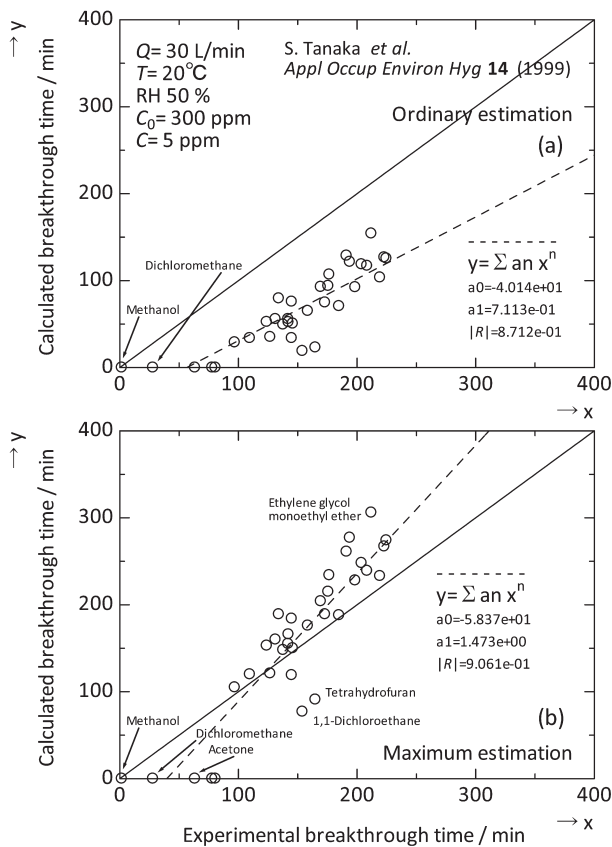 → y
Calculated breakthrough time / min
400
300
200
100
0
Q= 30 L/min
T= 20℃
RH 50 %
C0= 300 ppm
C= 5 ppm
S. Tanaka et al.
Appl Occup Environ Hyg 14 (1999)
Ordinary estimation
(a)
Dichloromethane
Methanol
y= Σ an xn
a0=-4.014e+01
a1=7.113e-01
|R|=8.712e-01
0
100
200
300
400
→ x
→ y
Calculated breakthrough time / min
400
300
200
100
0
Ethylene glycol
monoethyl ether
y= Σ an xn
a0=-5.837e+01
a1=1.473e+00
|R|=9.061e-01
Tetrahydrofuran
1,1-Dichloroethane
Methanol
Dichloromethane
Acetone
(b)
Maximum estimation
0
100
200
300
400
→ x
Experimental breakthrough time / min